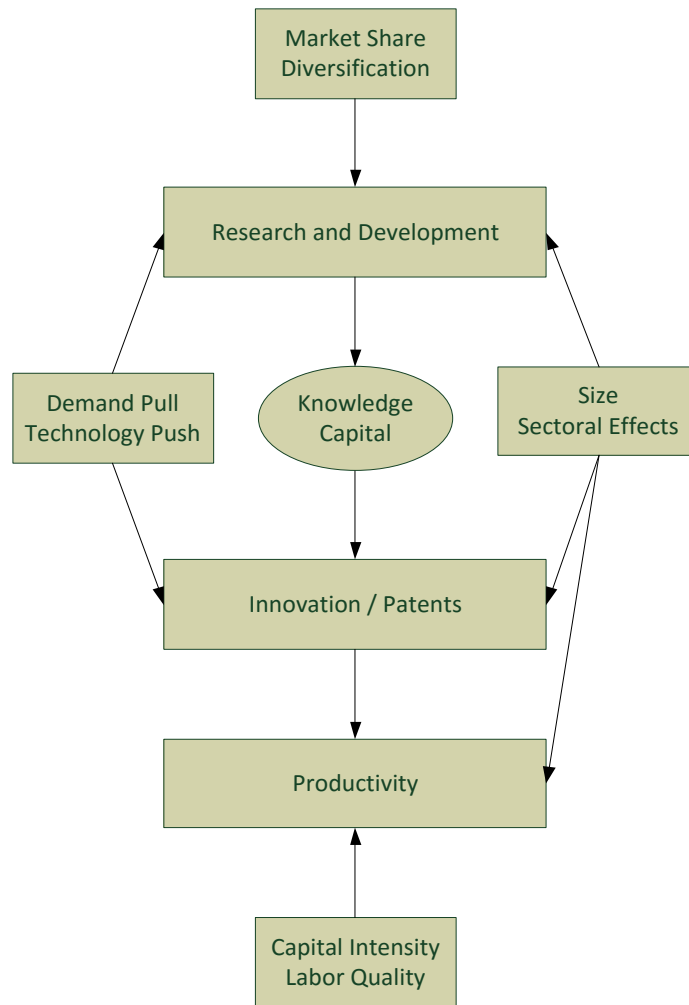 Market Share
Diversification
Research and Development
Demand Pull
Technology Push
Knowledge
Capital
Size
Sectoral Effects
Innovation / Patents
Productivity
Capital Intensity
Labor Quality